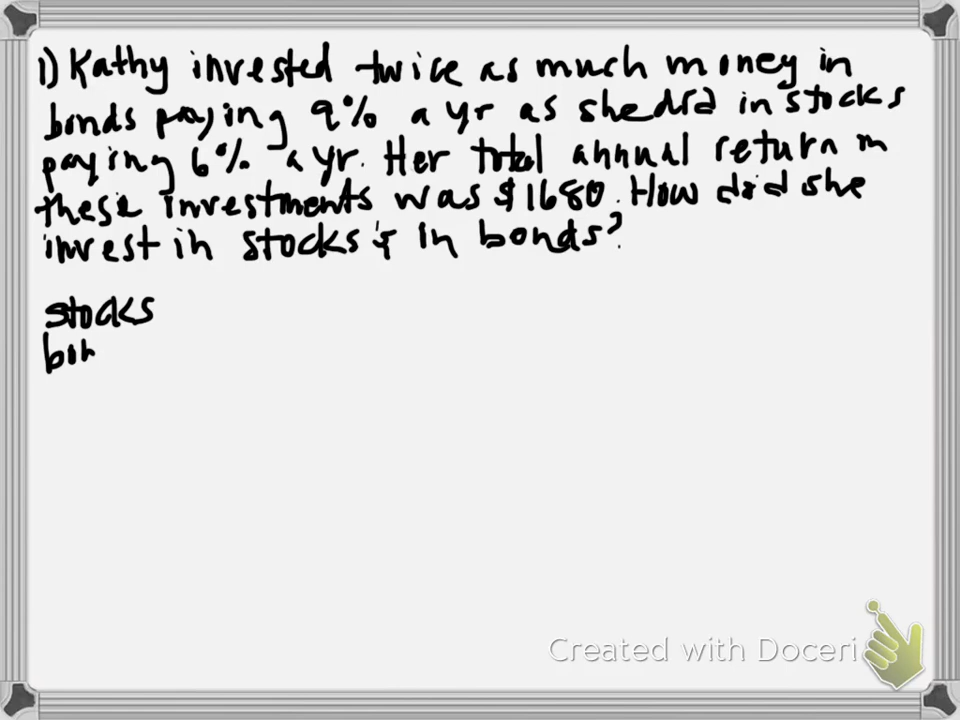 1) Kathy invested twice as much money in
bonds paying 9% a yr as she did in stocks
paying 6% a yr. Her total annual return on
these investments was $1680. How did she
invest in stocks & in bonds?
stocks
bon
Created with Doceri